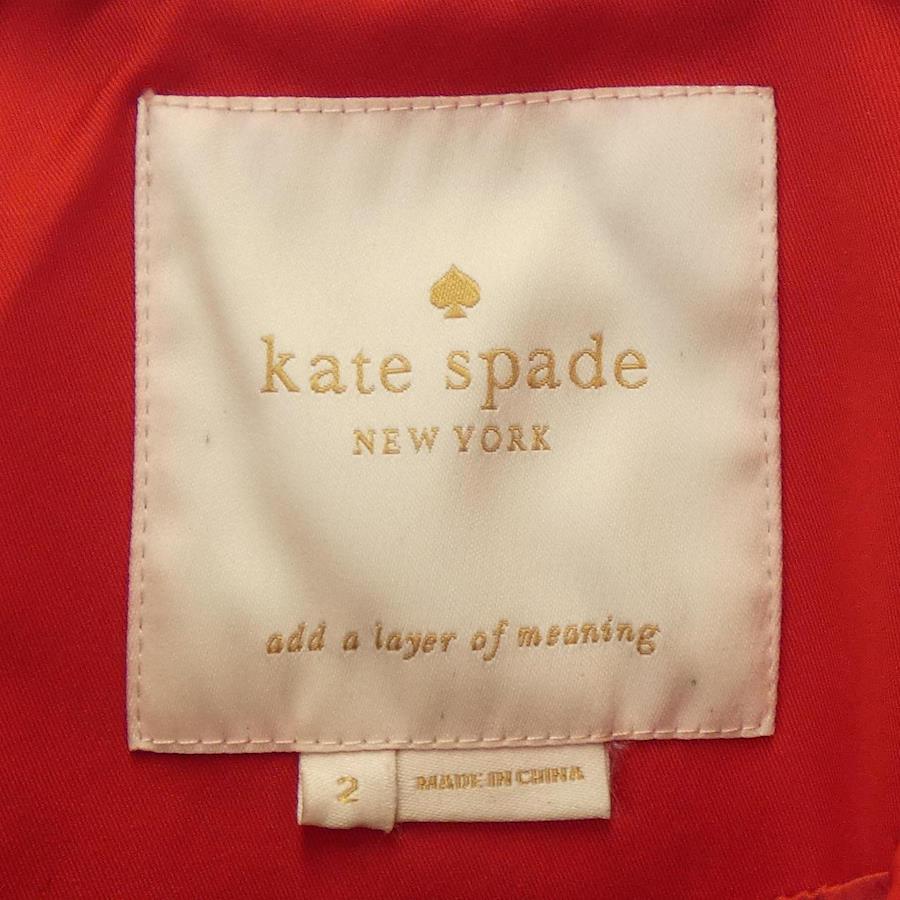 kate spade
NEW YORK
add a layer of meaning
2
MADE IN CHINA